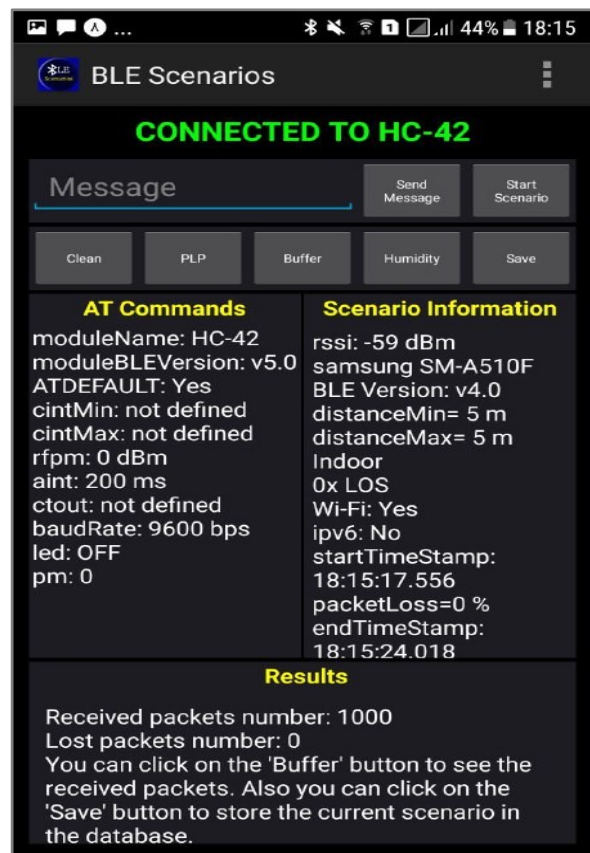 ... 1 44% 18:15
BLE BLE Scenarios
CONNECTED TO HC-42
Message
Send
Message
Start
Scenario
Clean
PLP
Buffer
Humidity
Save
AT Commands
moduleName: HC-42
moduleBLEVersion: v5.0
ATDEFAULT: Yes
cintMin: not defined
cintMax: not defined
rfpm: 0 dBm
aint: 200 ms
ctout: not defined
baudRate: 9600 bps
led: OFF
pm: 0
Scenario Information
rssi: -59 dBm
samsung SM-A510F
BLE Version: v4.0
distanceMin= 5 m
distanceMax= 5 m
Indoor
0x LOS
Wi-Fi: Yes
ipv6: No
startTimeStamp:
18:15:17.556
packetLoss=0 %
endTimeStamp:
18:15:24.018
Results
Received packets number: 1000
Lost packets number: 0
You can click on the 'Buffer' button to see the
received packets. Also you can click on the
'Save' button to store the current scenario in
the database.